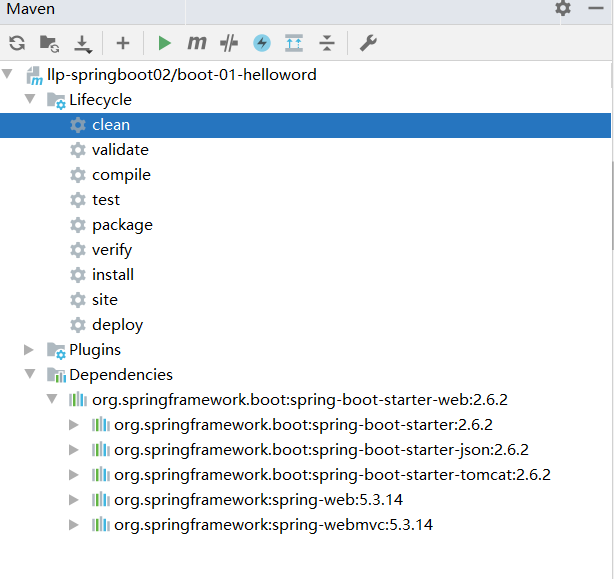 Maven
m
m llp-springboot02/boot-01-helloword
Lifecycle
clean
validate
compile
test
package
verify
install
site
deploy
Plugins
Dependencies
org.springframework.boot:spring-boot-starter-web:2.6.2
org.springframework.boot:spring-boot-starter:2.6.2
org.springframework.boot:spring-boot-starter-json:2.6.2
org.springframework.boot:spring-boot-starter-tomcat:2.6.2
org.springframework:spring-web:5.3.14
org.springframework:spring-webmvc:5.3.14